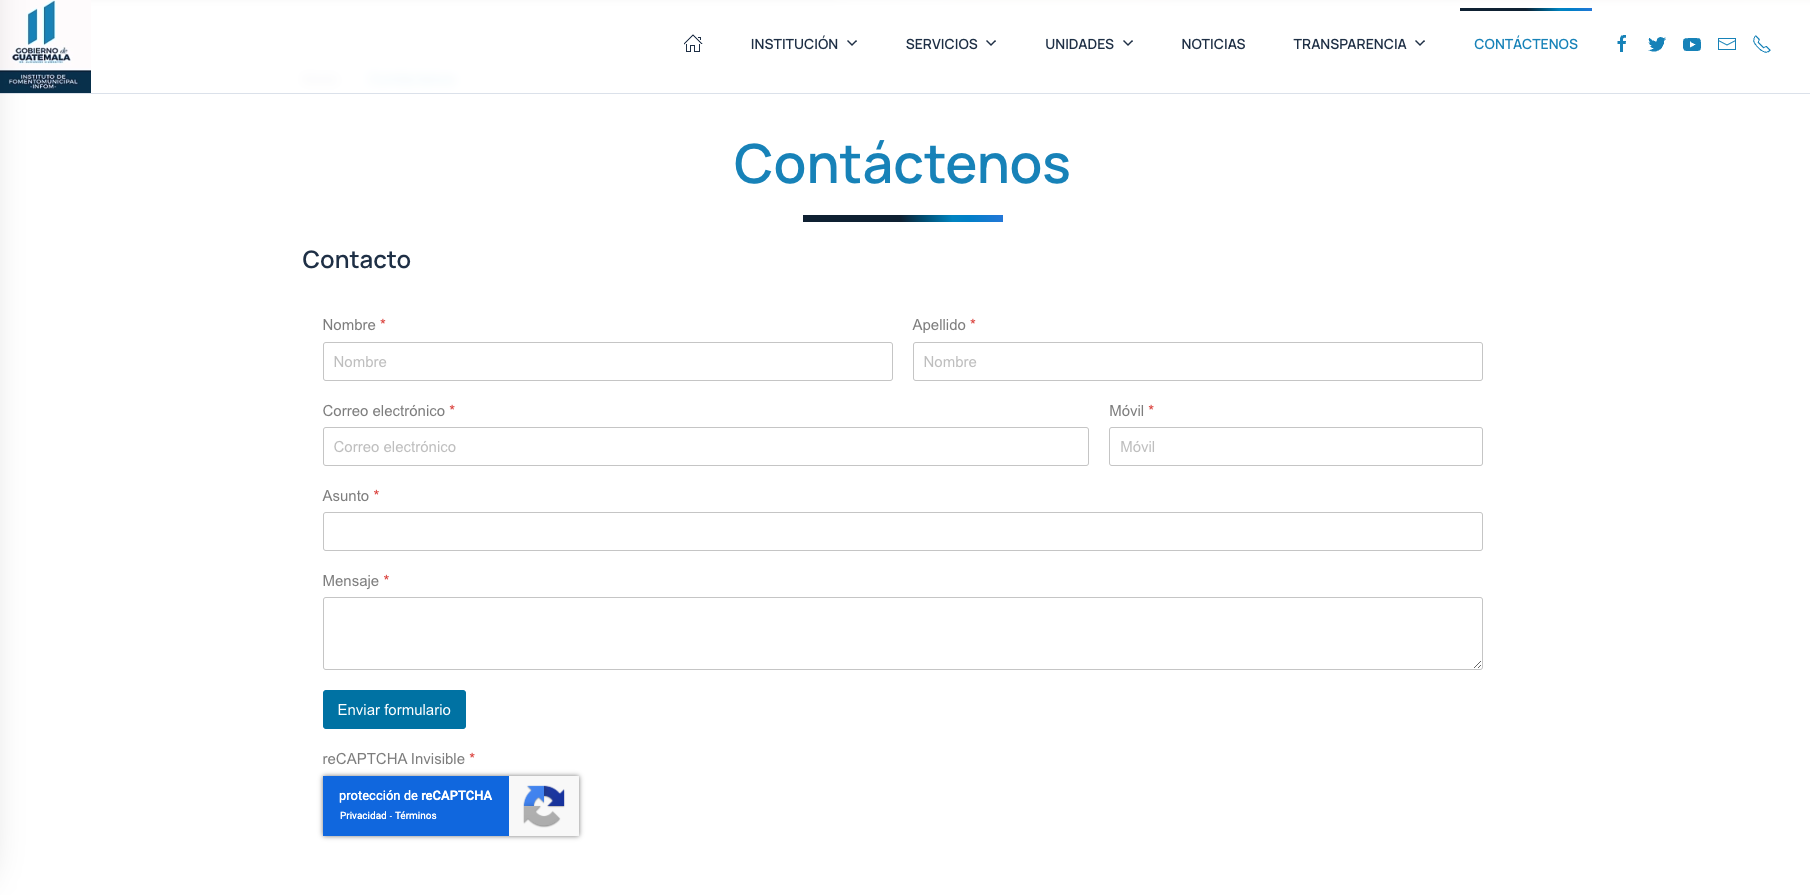 GOBIERNO de
GUATEMALA
INSTITUTO DE
FOMENTO MUNICIPAL
-INFOM-
INSTITUCIÓN
SERVICIOS
UNIDADES
NOTICIAS
TRANSPARENCIA
CONTÁCTENOS
Contáctenos
Contacto
Nombre *
Apellido *
Nombre
Nombre
Correo electrónico *
Móvil *
Correo electrónico
Móvil
Asunto *
Mensaje *
Enviar formulario
reCAPTCHA Invisible *
protección de reCAPTCHA
Privacidad - Términos